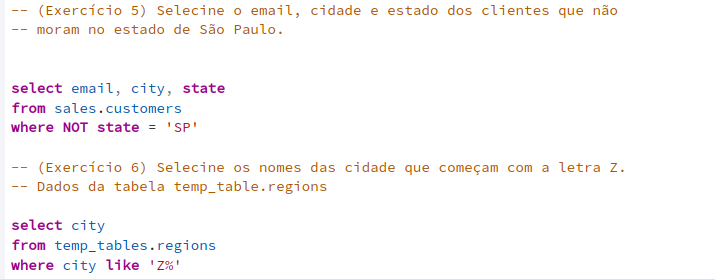 -- (Exercício 5) Selecine o email, cidade e estado dos clientes que não
-- moram no estado de São Paulo.
select email, city, state
from sales.customers
where NOT state = 'SP'
-- (Exercício 6) Selecine os nomes das cidade que começam com a letra Z.
-- Dados da tabela temp_table.regions
select city
from temp_tables.regions
where city like 'Z%'